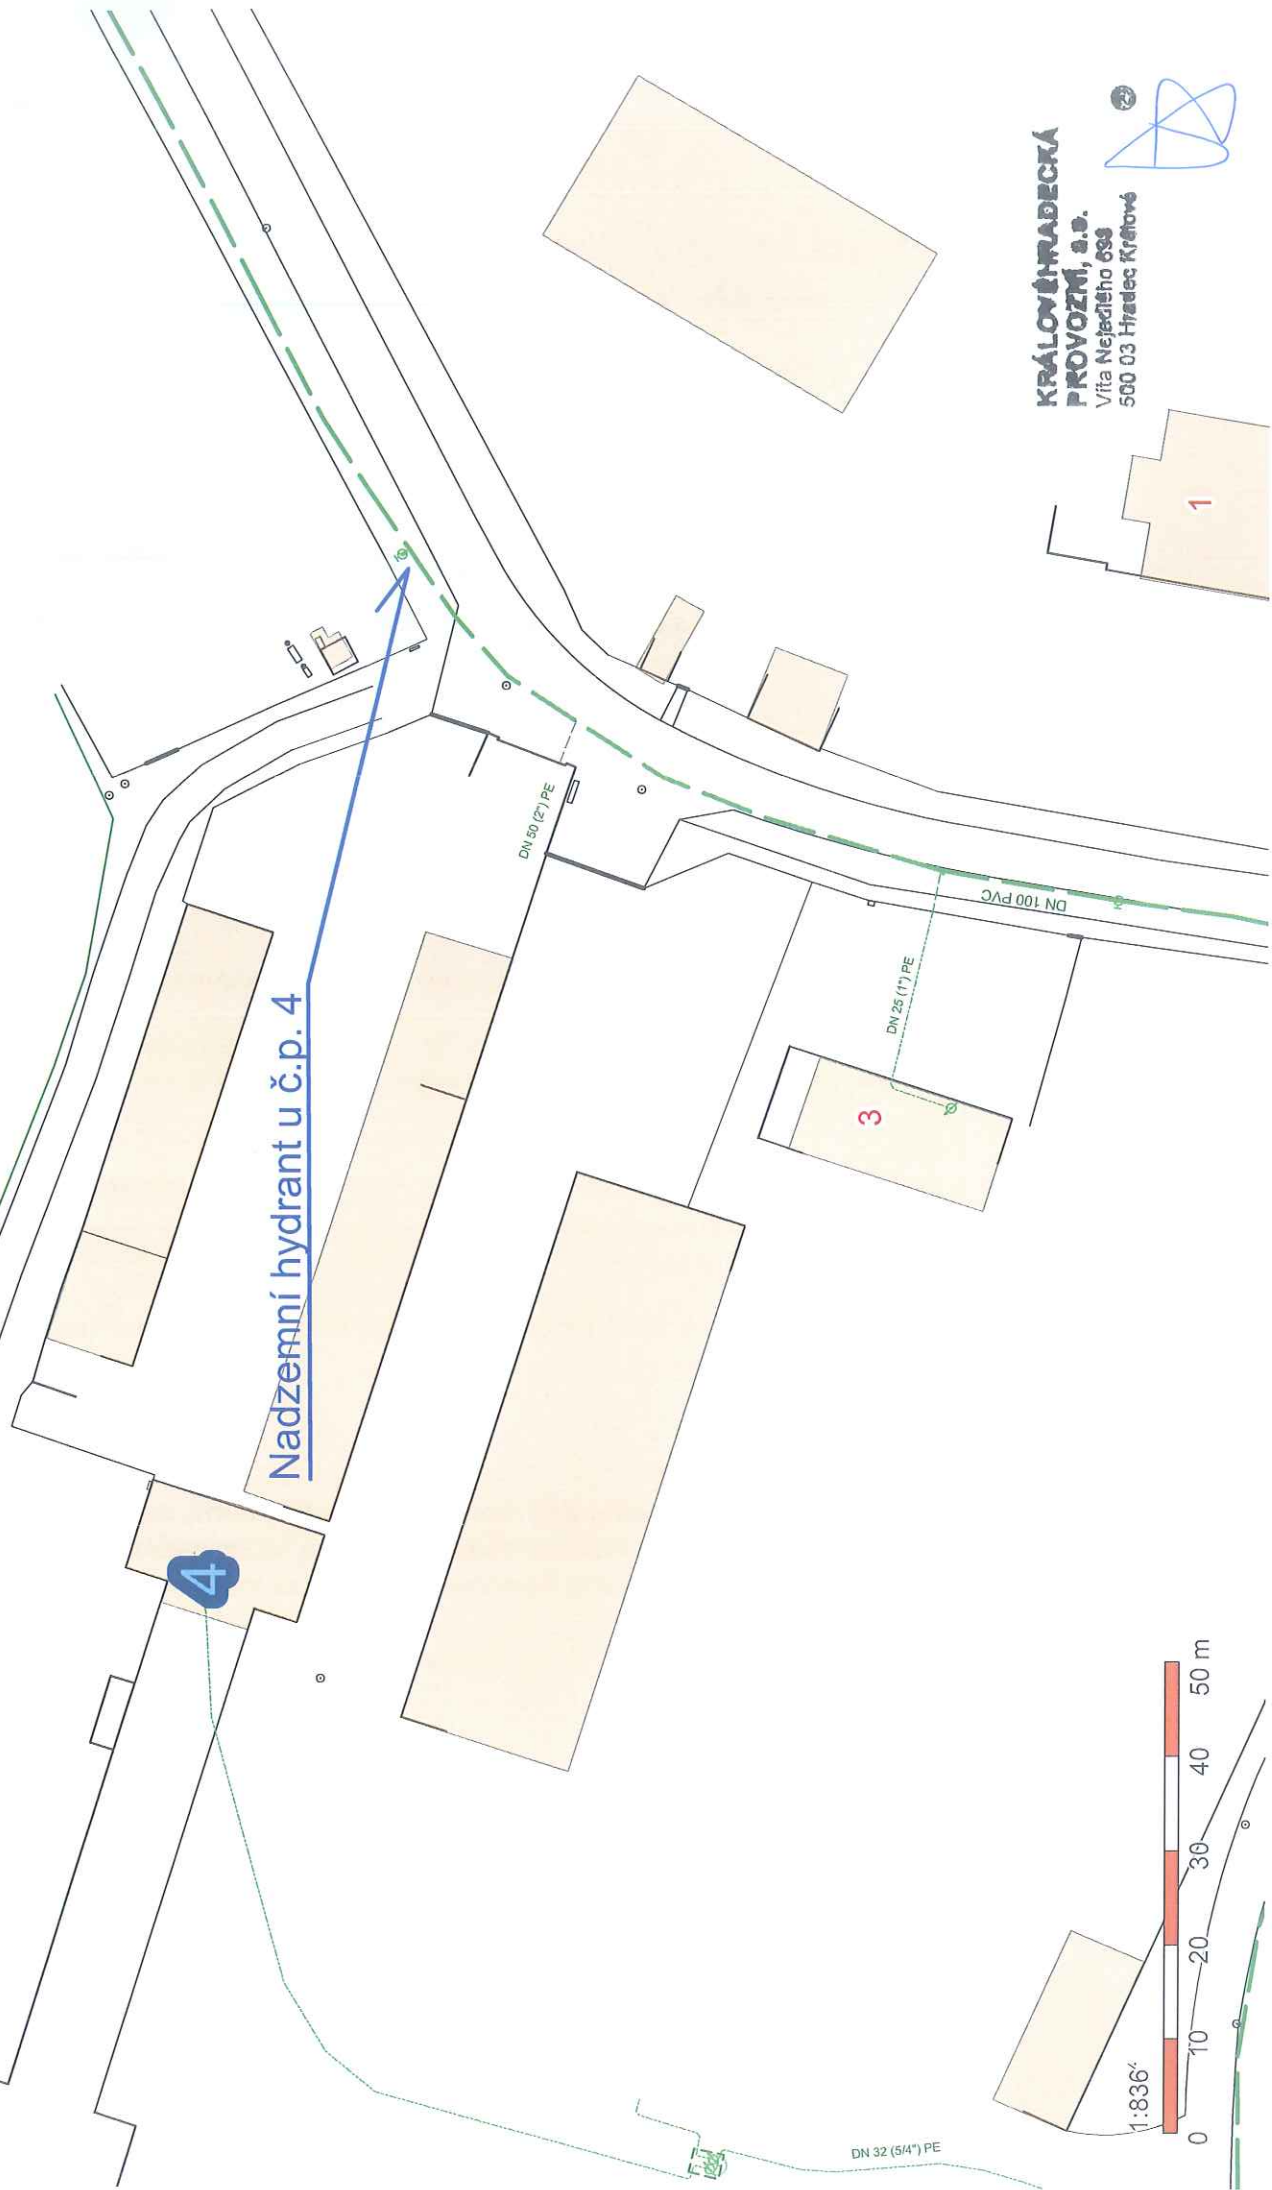 KRÁLOVÉHRADECKÁ
PROVOZNÍ, a.s.
Víta Nejedlého 893
500 03 Hradec Králové
1
Nadzemní hydrant u č.p. 4
DN 50 (2") PE
DN 100 PVC
DN 25 (1") PE
3
4
DN 32 (5/4") PE
1:836
0 10 20 30 40 50 m